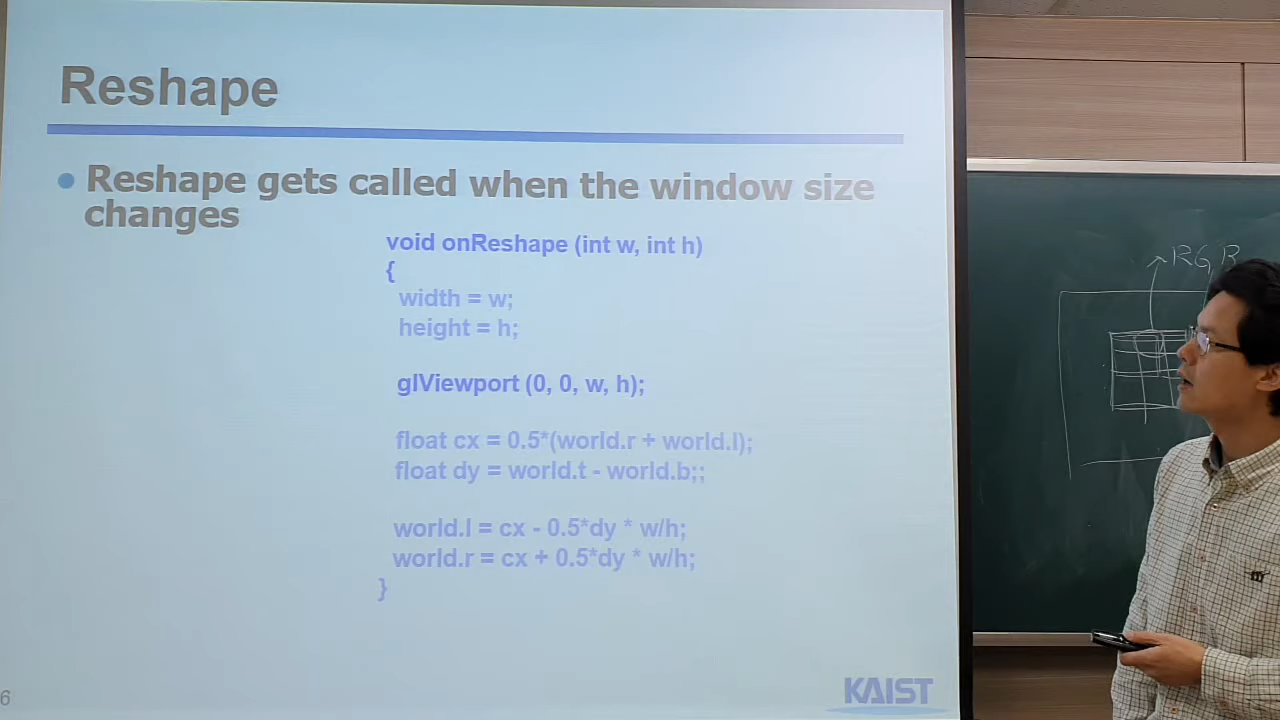 Reshape
Reshape gets called when the window size
changes
void onReshape (int w, int h)
{
width = w;
height = h;
glViewport (0, 0, w, h);
float cx = 0.5*(world.r + world.l);
float dy = world.t - world.b;;
world.l = cx - 0.5*dy * w/h;
world.r = cx + 0.5*dy * w/h;
}
6
KAIST
RGB